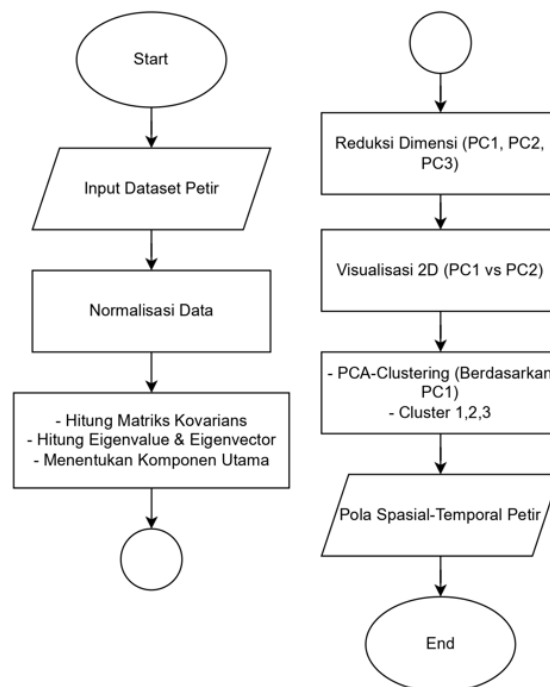 Start
Input Dataset Petir
Normalisasi Data
- Hitung Matriks Kovarians
- Hitung Eigenvalue & Eigenvector
- Menentukan Komponen Utama
Reduksi Dimensi (PC1, PC2,
PC3)
Visualisasi 2D (PC1 vs PC2)
- PCA-Clustering (Berdasarkan
PC1)
- Cluster 1,2,3
Pola Spasial-Temporal Petir
End